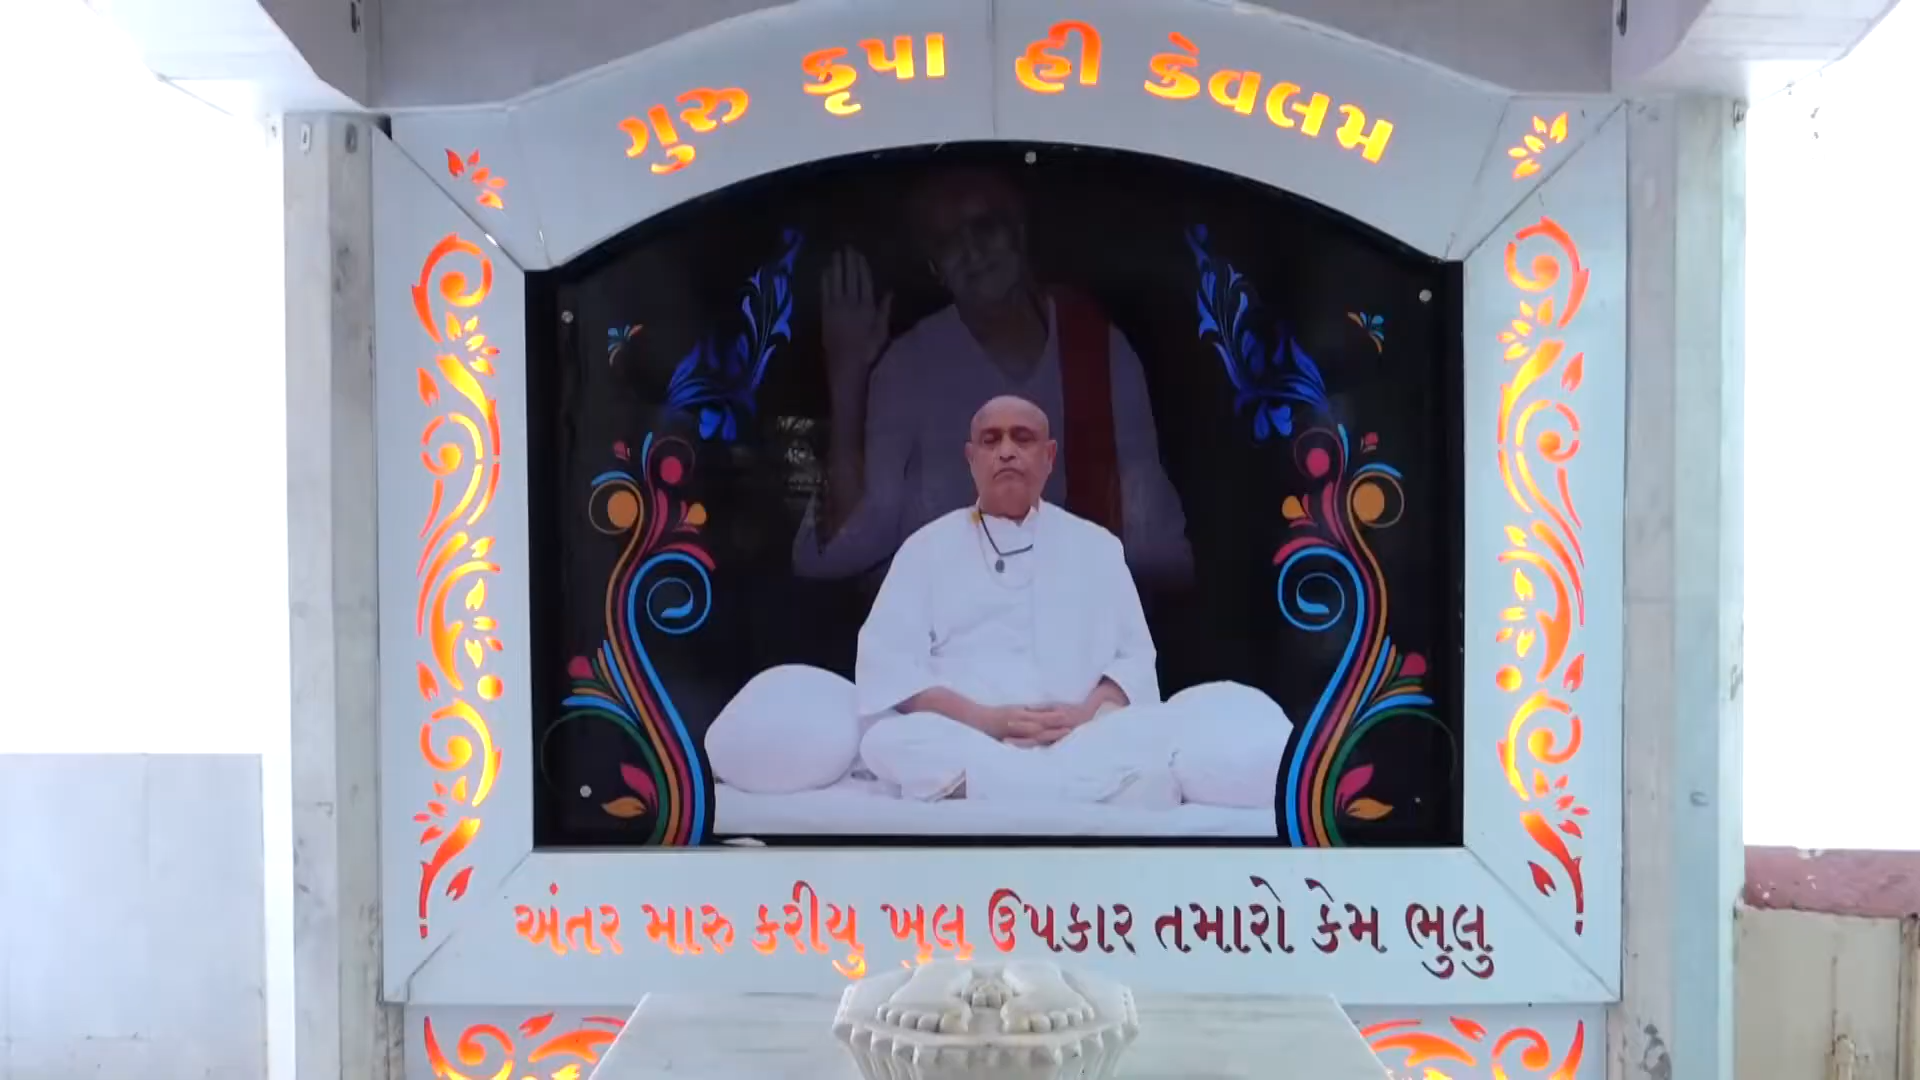 ગુરુ કૃપા હી કેવલમ
અંતર મારુ કરીયુ ખુલુ ઉપકાર તમારો કેમ ભુલુ